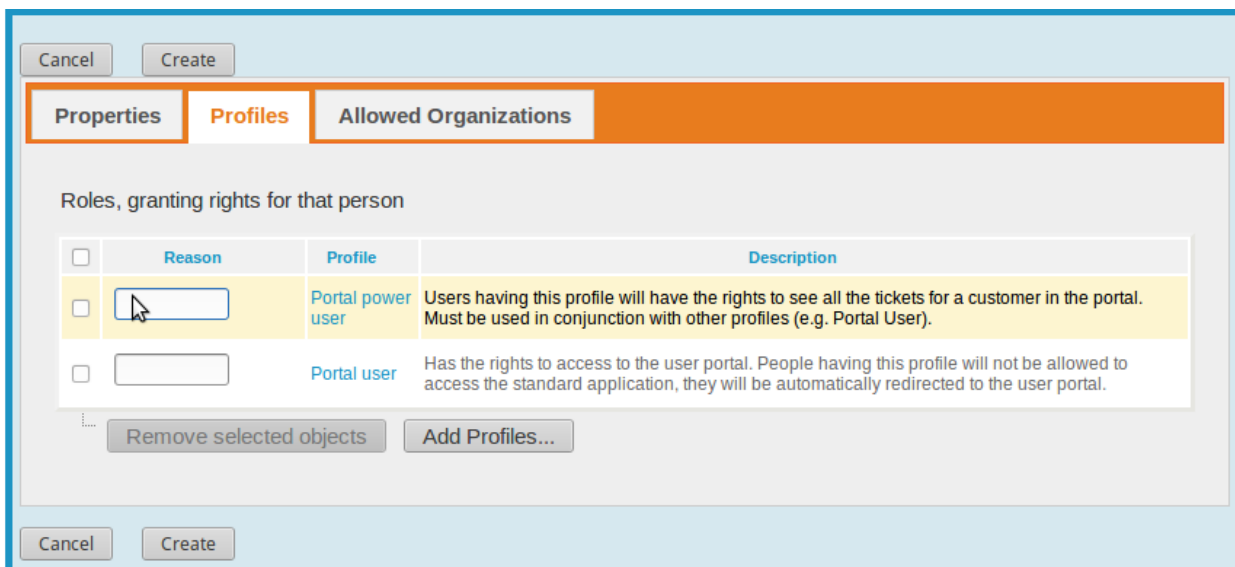 Cancel Create
Properties Profiles Allowed Organizations
Roles, granting rights for that person
Reason Profile Description
Portal power user
Users having this profile will have the rights to see all the tickets for a customer in the portal.
Must be used in conjunction with other profiles (e.g. Portal User).
Portal user
Has the rights to access to the user portal. People having this profile will not be allowed to
access the standard application, they will be automatically redirected to the user portal.
Remove selected objects Add Profiles...
Cancel Create